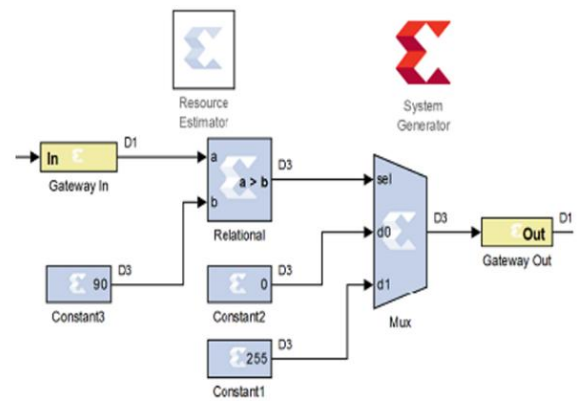 Resource
Estimator
System
Generator
In
D1
Gateway In
a
b
a > b
D3
Relational
sel
d0
d1
D3
Mux
Out
D1
Gateway Out
90
D3
Constant3
0
D3
Constant2
255
D3
Constant1